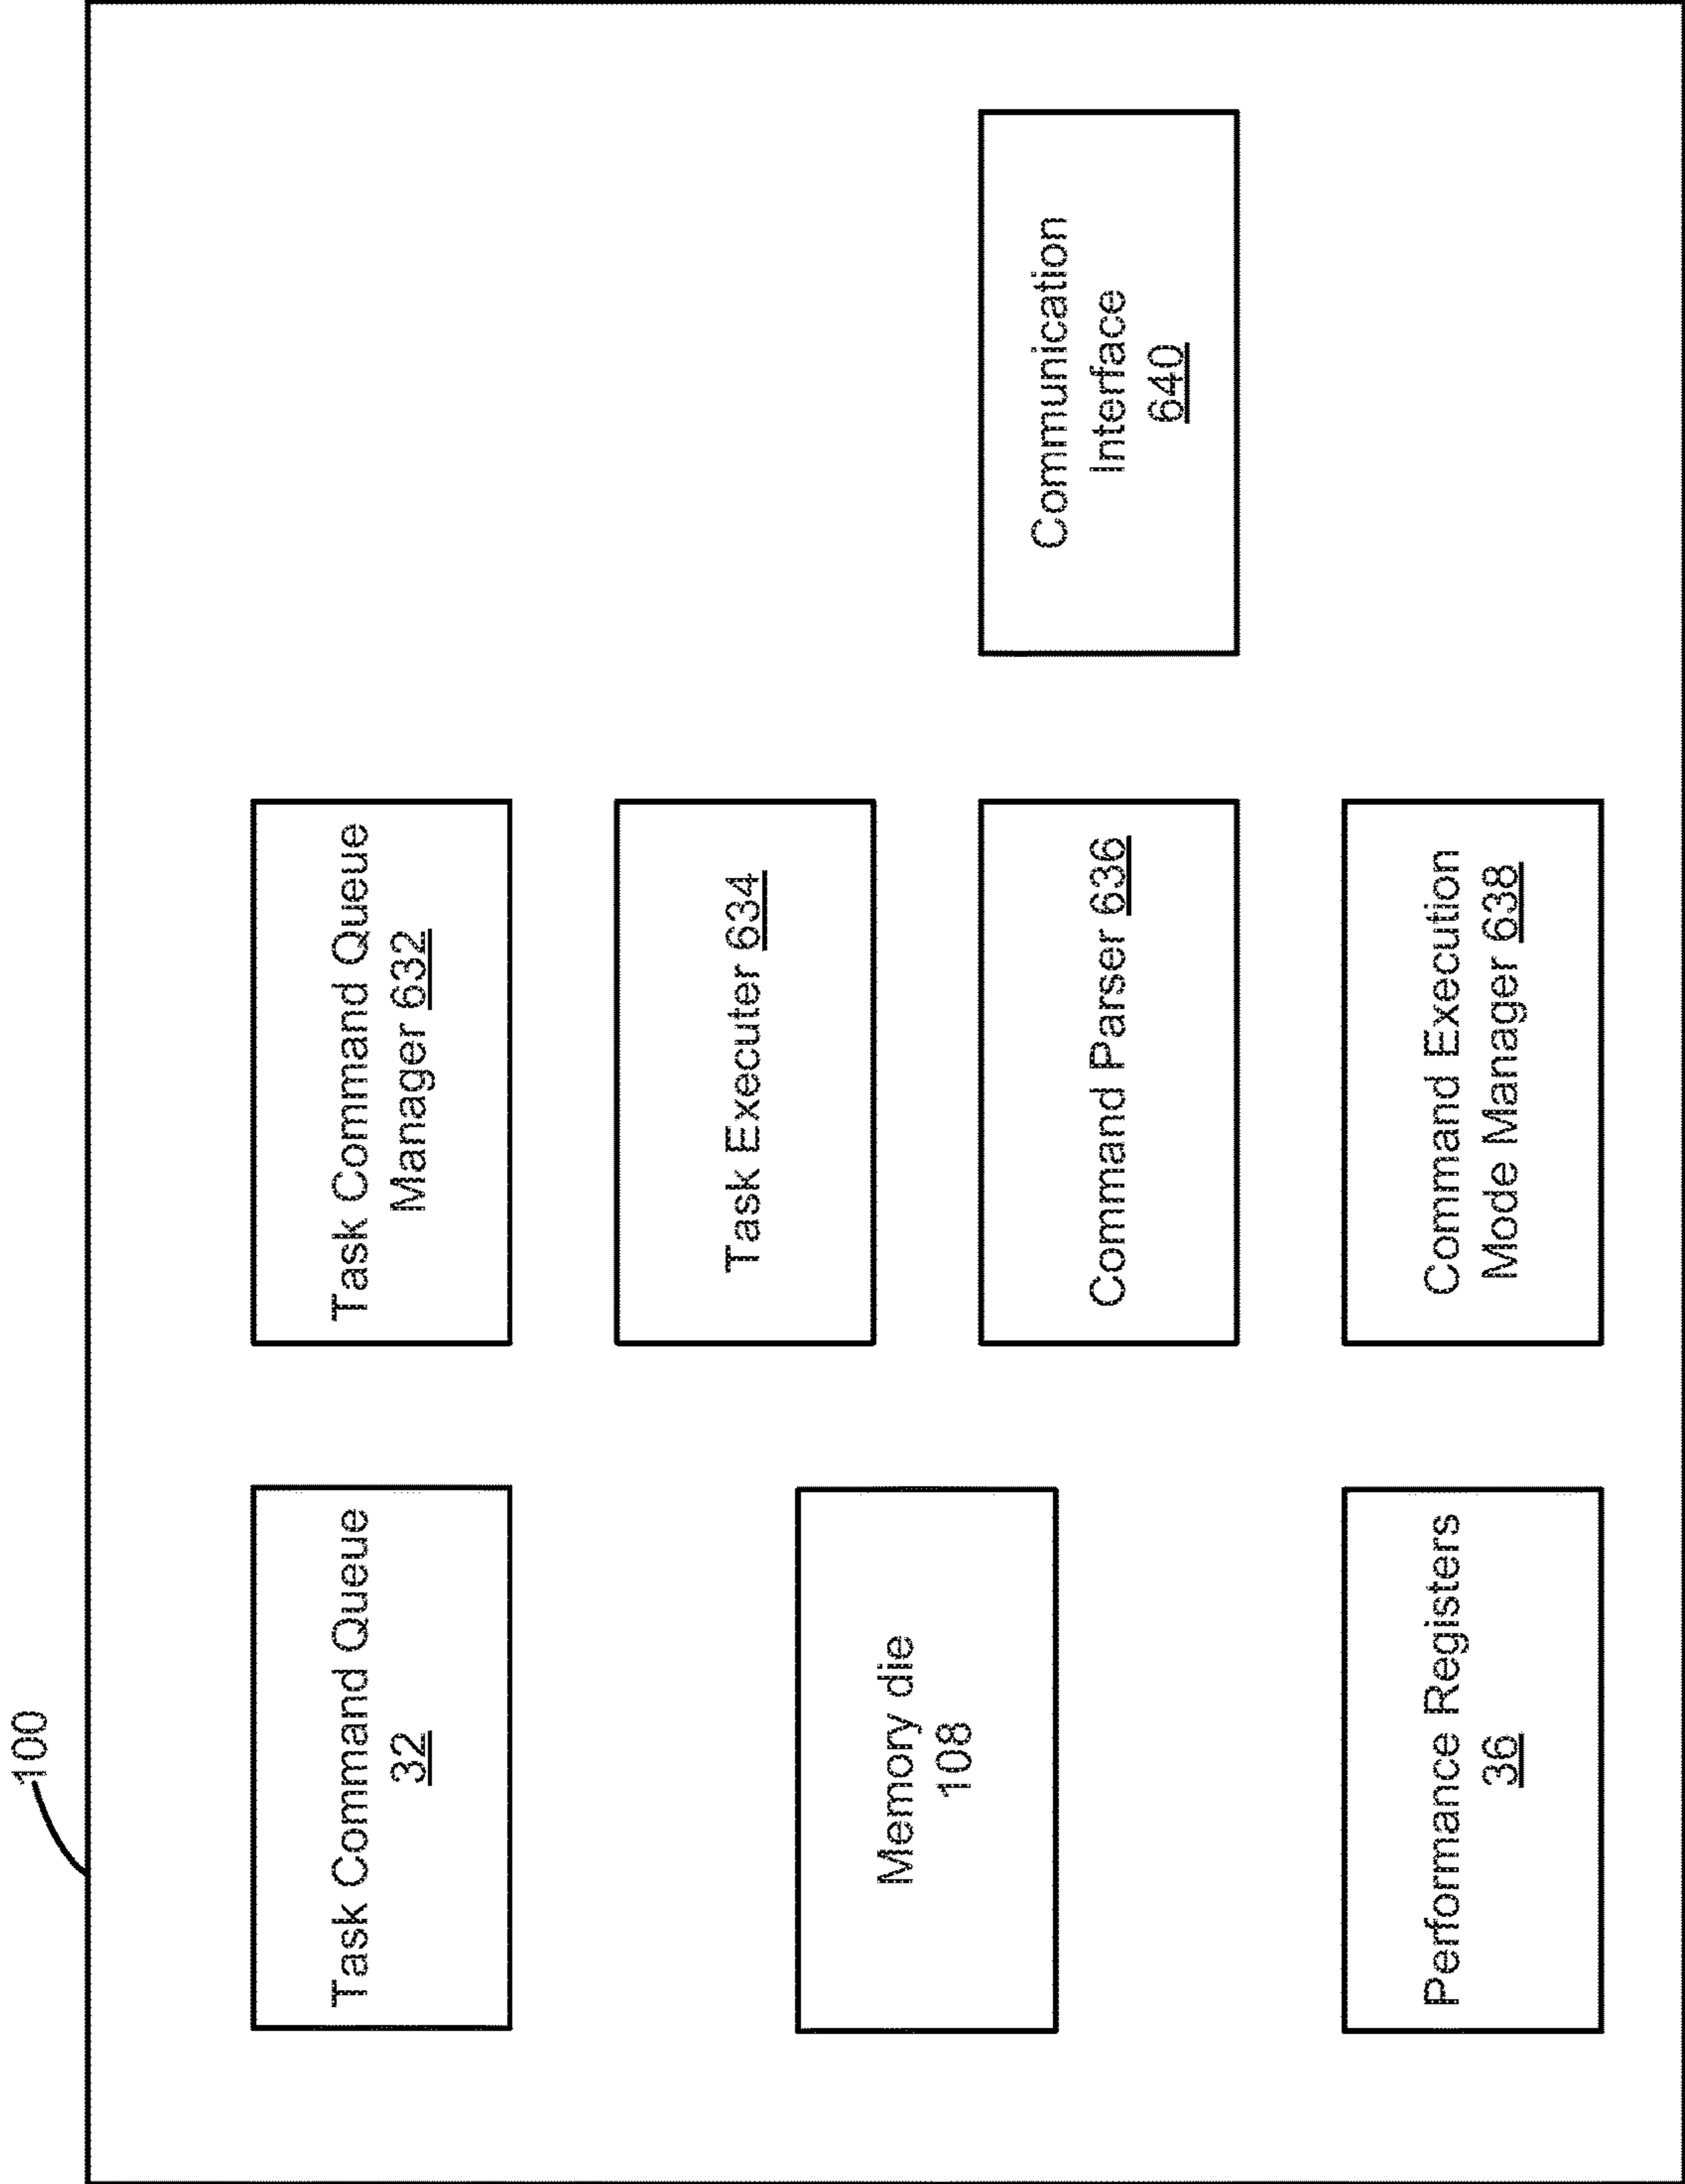 100
Task Command Queue
32
Memory die
108
Performance Registers
36
Task Command Queue
Manager 632
Task Executer 634
Command Parser 636
Command Execution
Mode Manager 638
Communication
Interface
640